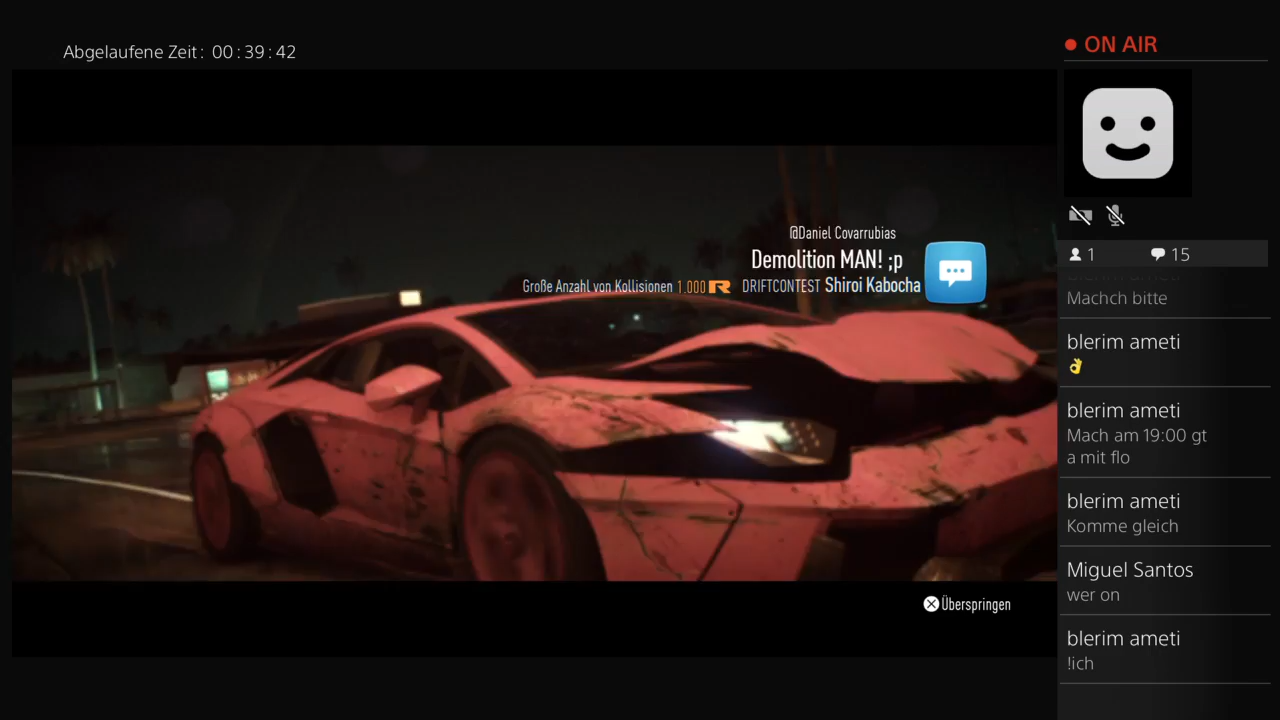 Abgelaufene Zeit: 00:39:42
ON AIR
@Daniel Covarrubias
Demolition MAN! ;p
Große Anzahl von Kollisionen 1.000 R DRIFTCONTEST Shiroi Kabocha
Überspringen
1 15
blerim ameti
Machch bitte
blerim ameti
👌
blerim ameti
Mach am 19:00 gt
a mit flo
blerim ameti
Komme gleich
Miguel Santos
wer on
blerim ameti
!ich